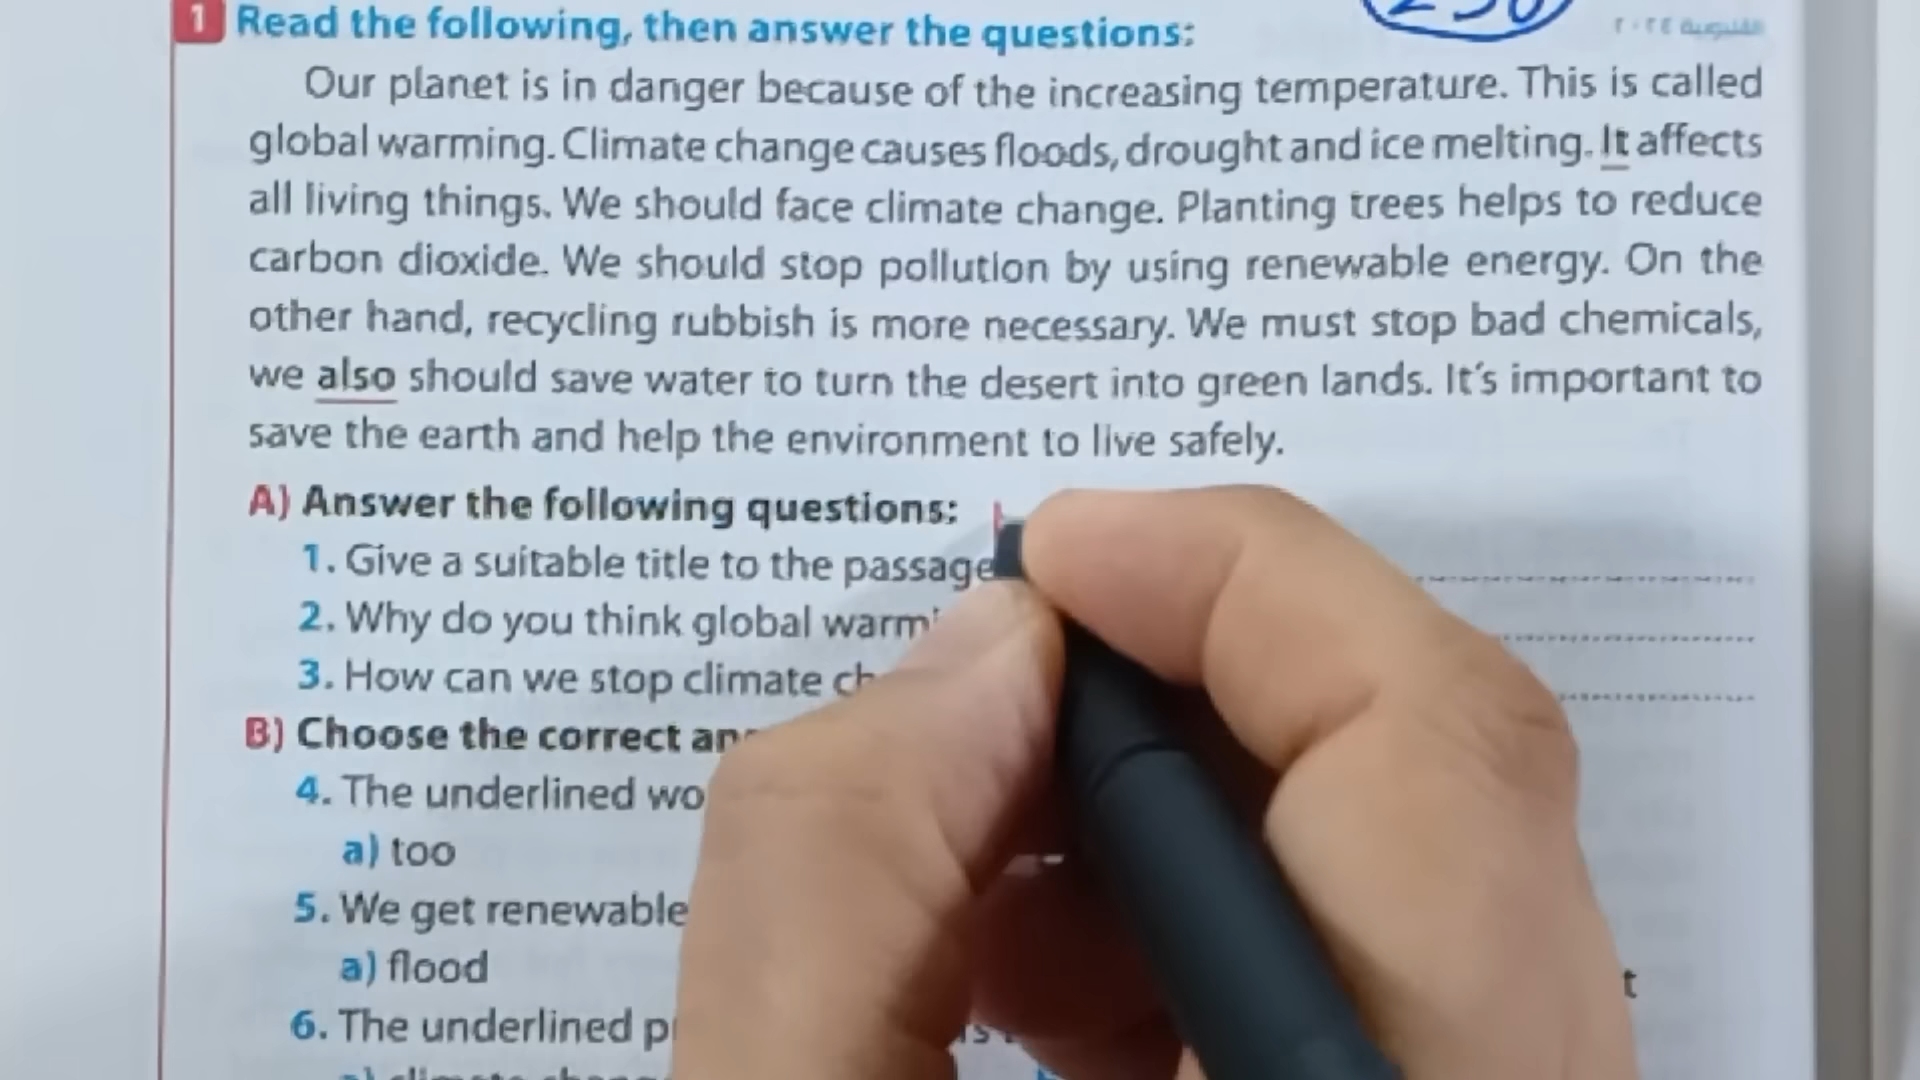 1 Read the following, then answer the questions:
Our planet is in danger because of the increasing temperature. This is called
global warming. Climate change causes floods, drought and ice melting. It affects
all living things. We should face climate change. Planting trees helps to reduce
carbon dioxide. We should stop pollution by using renewable energy. On the
other hand, recycling rubbish is more necessary. We must stop bad chemicals,
we also should save water to turn the desert into green lands. It's important to
save the earth and help the environment to live safely.
A) Answer the following questions:
1. Give a suitable title to the passage
2. Why do you think global
3. How can we stop climate
B) Choose the correct
4. The underlined
a) too
5. We get renewable
a) flood
6. The underlined
a) climate change